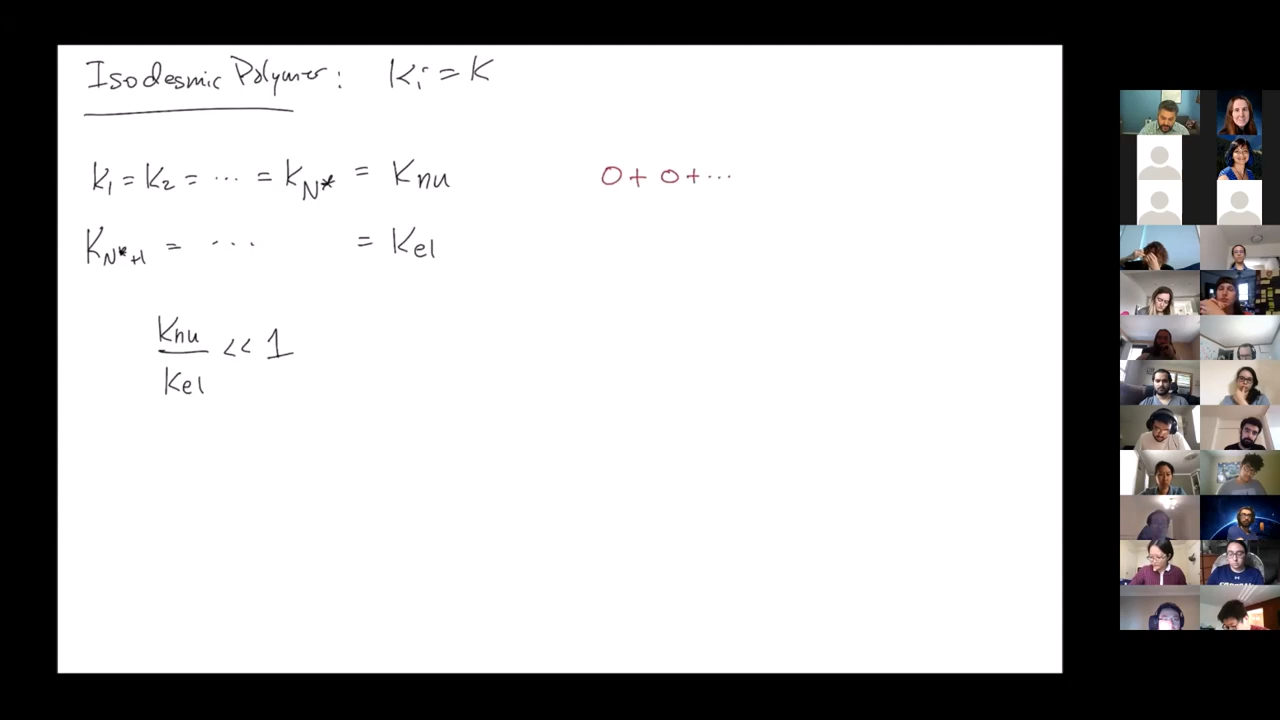 Isodesmic Polymer: Ki = K
K1 = K2 = ... = KN* = Knu
O + O + ...
KN*+1 = ... = Kel
Knu
Kel
<< 1